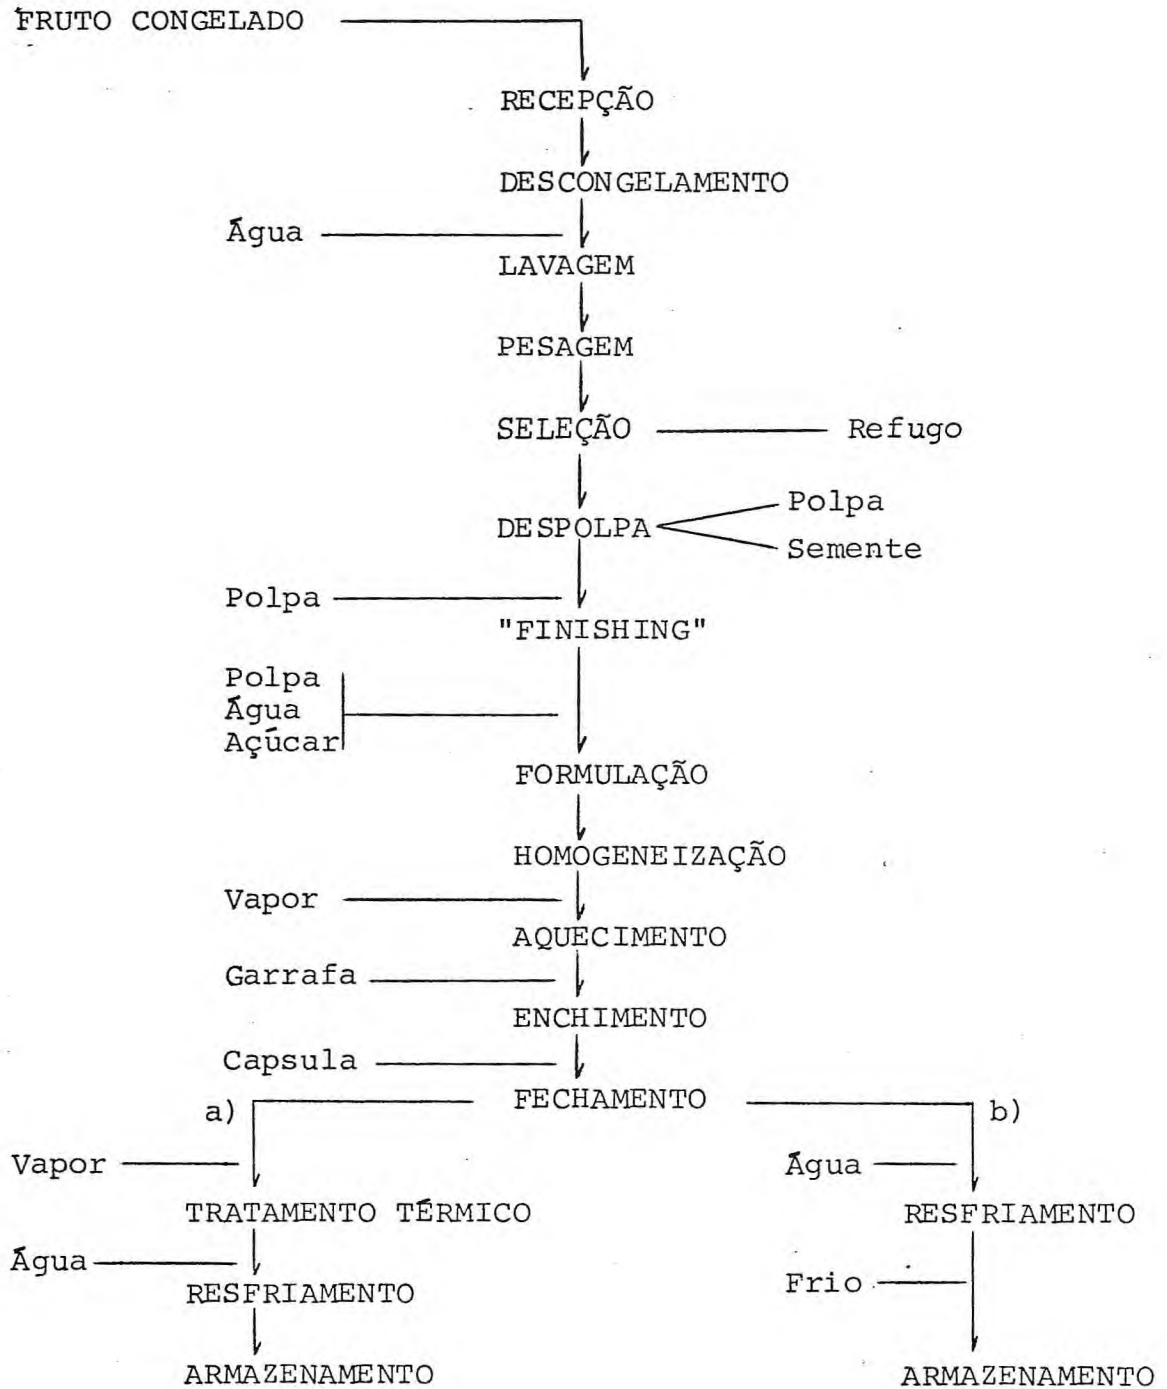 FRUTO CONGELADO
RECEPÇÃO
DESCONGELAMENTO
Água
LAVAGEM
PESAGEM
SELEÇÃO
Refugo
DESPOLPA
Polpa
Semente
Polpa
"FINISHING"
Polpa
Água
Açúcar
FORMULAÇÃO
HOMOGENEIZAÇÃO
Vapor
AQUECIMENTO
Garrafa
ENCHIMENTO
Capsula
FECHAMENTO
a)
b)
Vapor
Água
TRATAMENTO TÉRMICO
RESFRIAMENTO
Água
Frio
RESFRIAMENTO
ARMAZENAMENTO
ARMAZENAMENTO